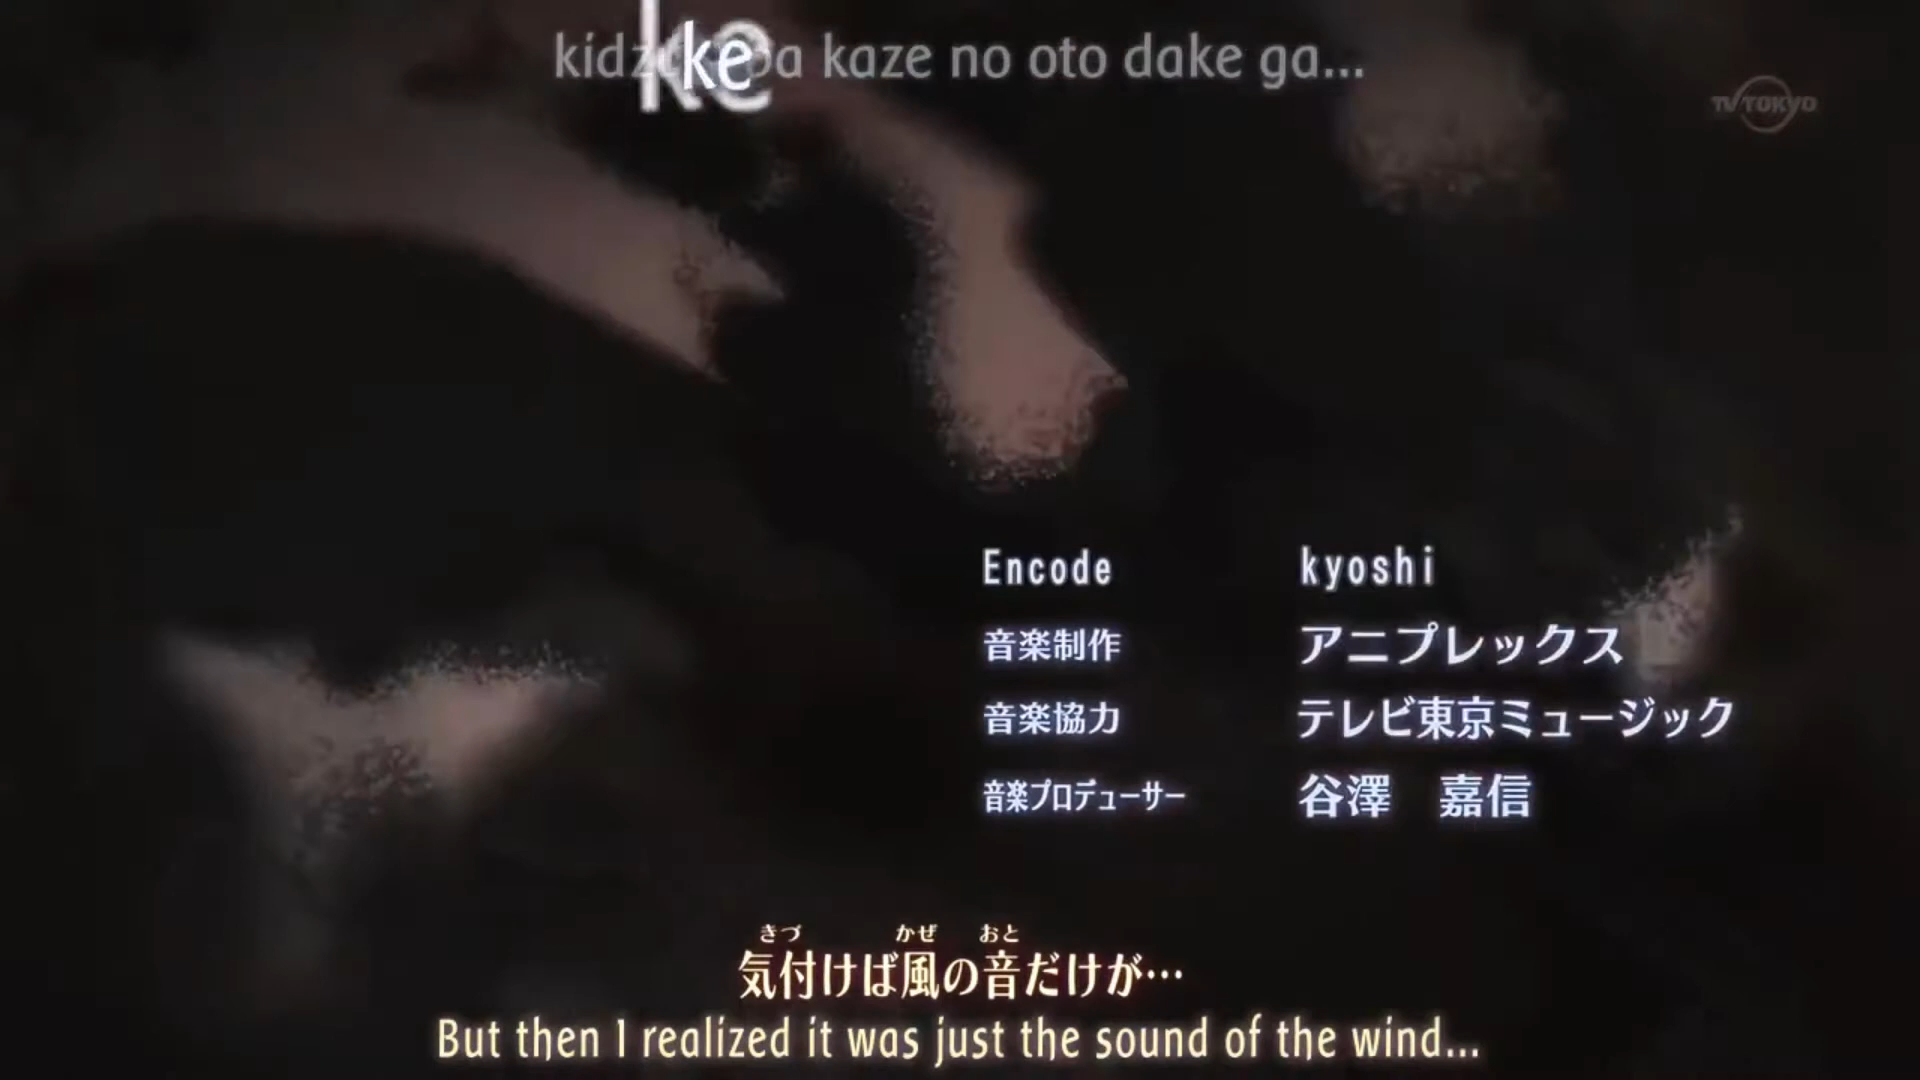 kidzukeba kaze no oto dake ga...
TV TOKYO
Encode kyoshi
音楽制作 アニプレックス
音楽協力 テレビ東京ミュージック
音楽プロデューサー 谷澤 嘉信
きづ かぜ おと
気付けば風の音だけが…
But then I realized it was just the sound of the wind...